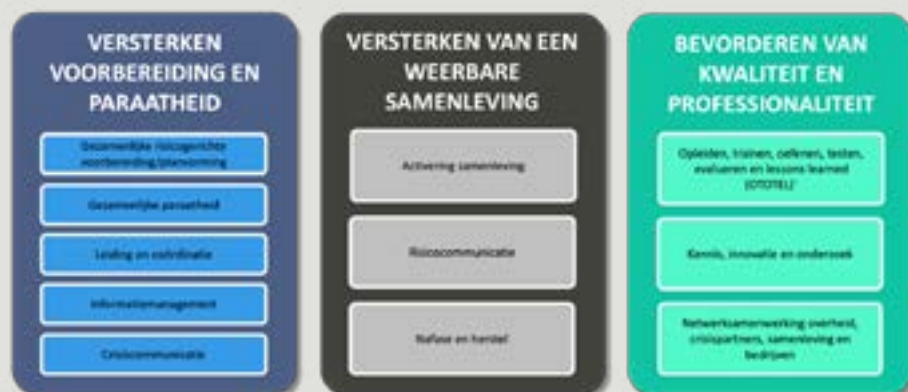 VERSTERKEN
VOORBEREIDING EN
PARAATHEID
Gezamenlijke risicogerichte
voorbereiding/planvorming
Gezamenlijke paraatheid
Leiding en coördinatie
Informatiemanagement
Crisiscommunicatie
VERSTERKEN VAN EEN
WEERBARE
SAMENLEVING
Activering samenleving
Risicocommunicatie
Nafase en herstel
BEVORDEREN VAN
KWALITEIT EN
PROFESSIONALITEIT
Opleiden, trainen, oefenen, testen,
evalueren en lessons learned
(OTOTEL)
Kennis, innovatie en onderzoek
Netwerksamenwerking overheid,
crisispartners, samenleving en
bedrijven